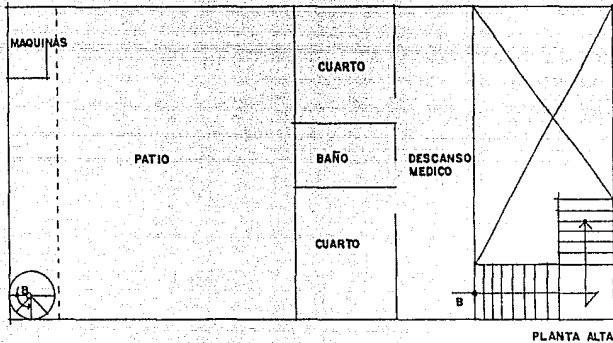 MAQUINAS
CUARTO
PATIO
BAÑO
DESCANSO
MEDICO
CUARTO
B
B
PLANTA ALTA